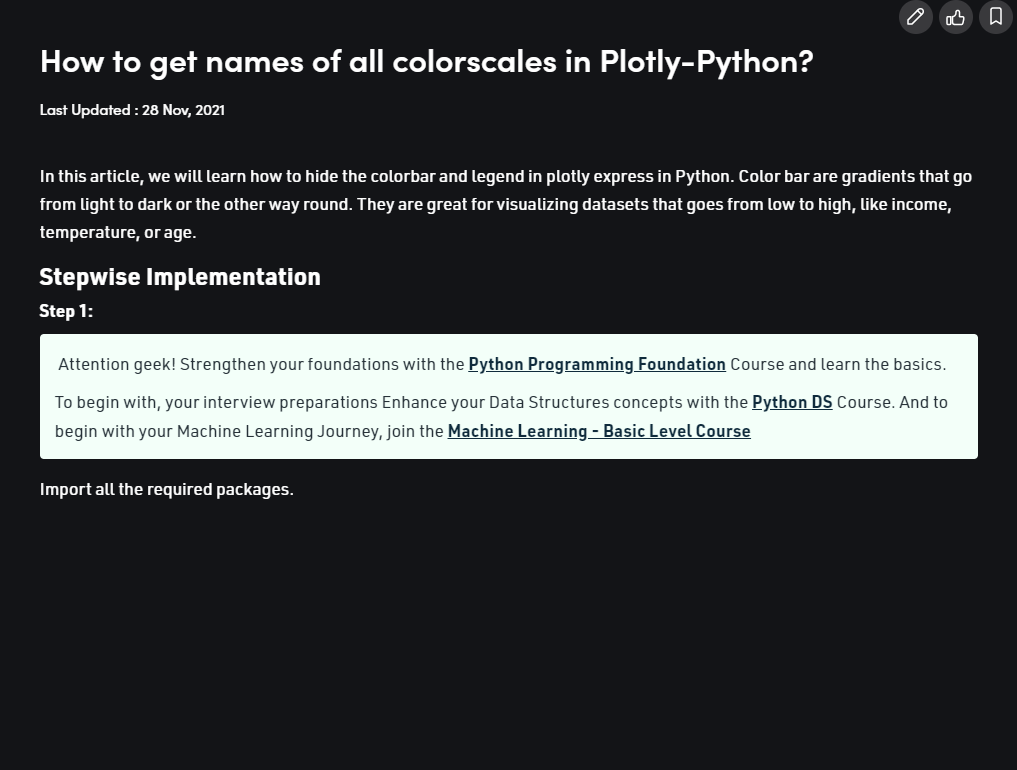 How to get names of all colorscales in Plotly-Python?
Last Updated : 28 Nov, 2021
In this article, we will learn how to hide the colorbar and legend in plotly express in Python. Color bar are gradients that go
from light to dark or the other way round. They are great for visualizing datasets that goes from low to high, like income,
temperature, or age.
Stepwise Implementation
Step 1:
Attention geek! Strengthen your foundations with the Python Programming Foundation Course and learn the basics.
To begin with, your interview preparations Enhance your Data Structures concepts with the Python DS Course. And to
begin with your Machine Learning Journey, join the Machine Learning - Basic Level Course
Import all the required packages.